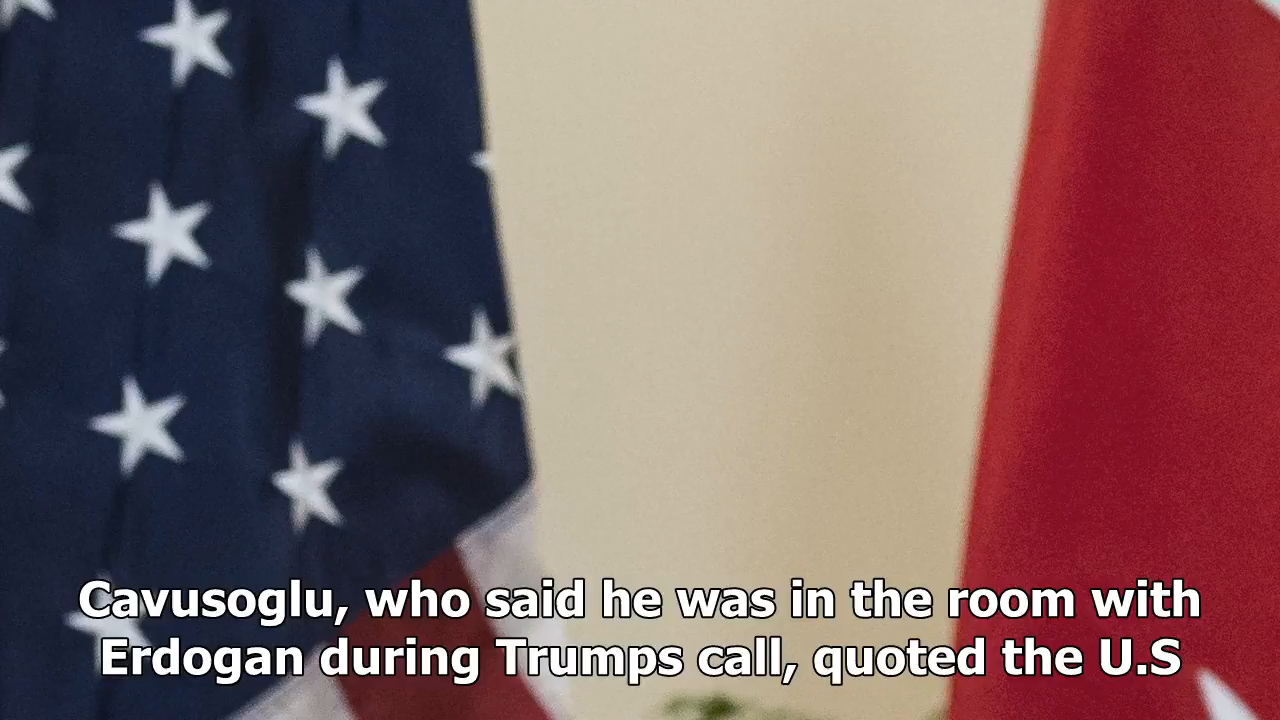 Cavusoglu, who said he was in the room with
Erdogan during Trumps call, quoted the U.S